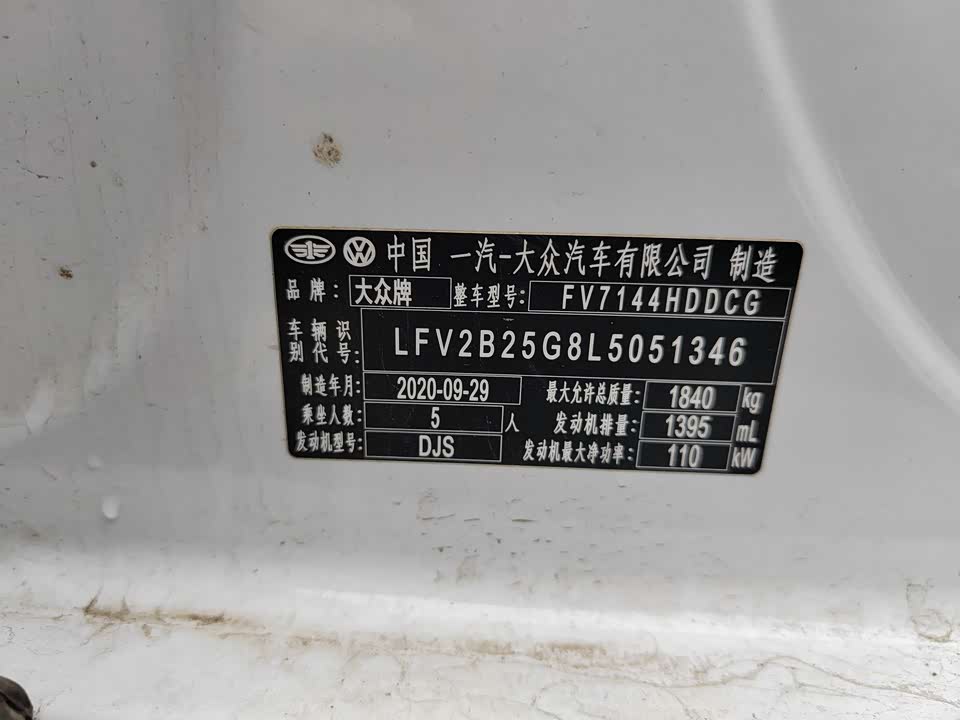 中国 一汽-大众汽车有限公司 制造
品牌: 大众牌 整车型号: FV7144HDDCG
车辆识别代号: LFV2B25G8L5051346
制造年月: 2020-09-29 最大允许总质量: 1840 kg
乘坐人数: 5 人 发动机排量: 1395 mL
发动机型号: DJS 发动机最大净功率: 110 kW